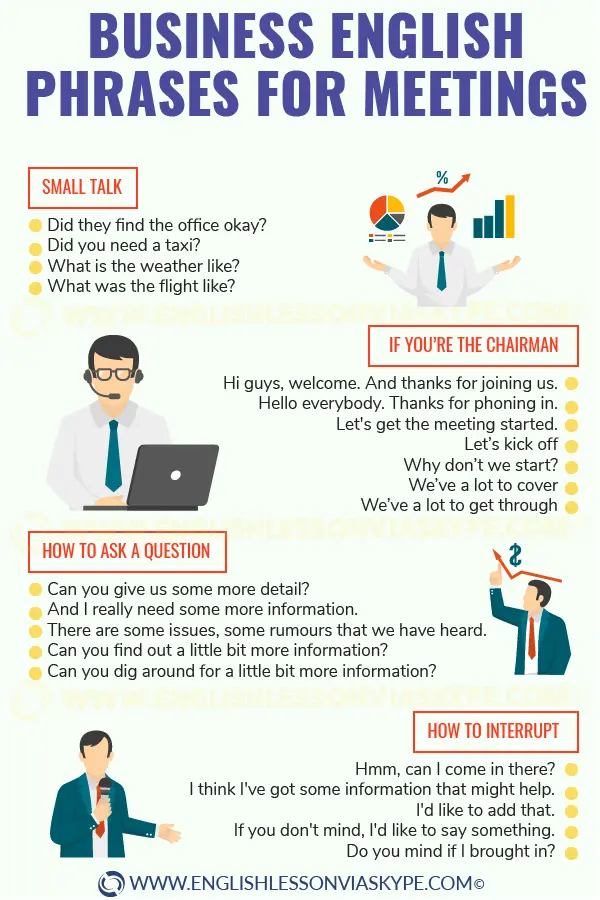 BUSINESS ENGLISH
PHRASES FOR MEETINGS
SMALL TALK
Did they find the office okay?
Did you need a taxi?
What is the weather like?
What was the flight like?
%
WWW.ENGLISHLESSONVIASKYPE.COM©
IF YOU'RE THE CHAIRMAN
Hi guys, welcome. And thanks for joining us.
Hello everybody. Thanks for phoning in.
Let's get the meeting started.
Let’s kick off
Why don’t we start?
We’ve a lot to cover
We’ve a lot to get through
WWW.ENGLISHLESSONVIASKYPE.COM©
HOW TO ASK A QUESTION
Can you give us some more detail?
And I really need some more information.
There are some issues, some rumours that we have heard.
Can you find out a little bit more information?
Can you dig around for a little bit more information?
$
WWW.ENGLISHLESSONVIASKYPE.COM©
HOW TO INTERRUPT
Hmm, can I come in there?
I think I've got some information that might help.
I'd like to add that.
If you don't mind, I'd like to say something.
Do you mind if I brought in?
WWW.ENGLISHLESSONVIASKYPE.COM©